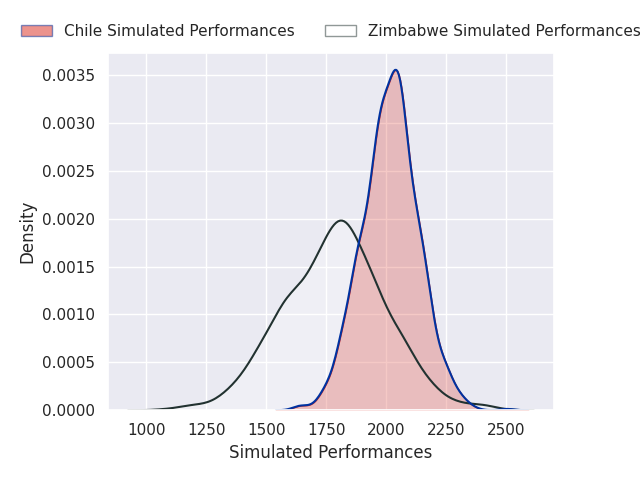 Chile Simulated Performances Zimbabwe Simulated Performances
0.0035
0.0030
0.0025
0.0020
0.0015
0.0010
0.0005
0.0000
Density
1000 1250 1500 1750 2000 2250 2500
Simulated Performances